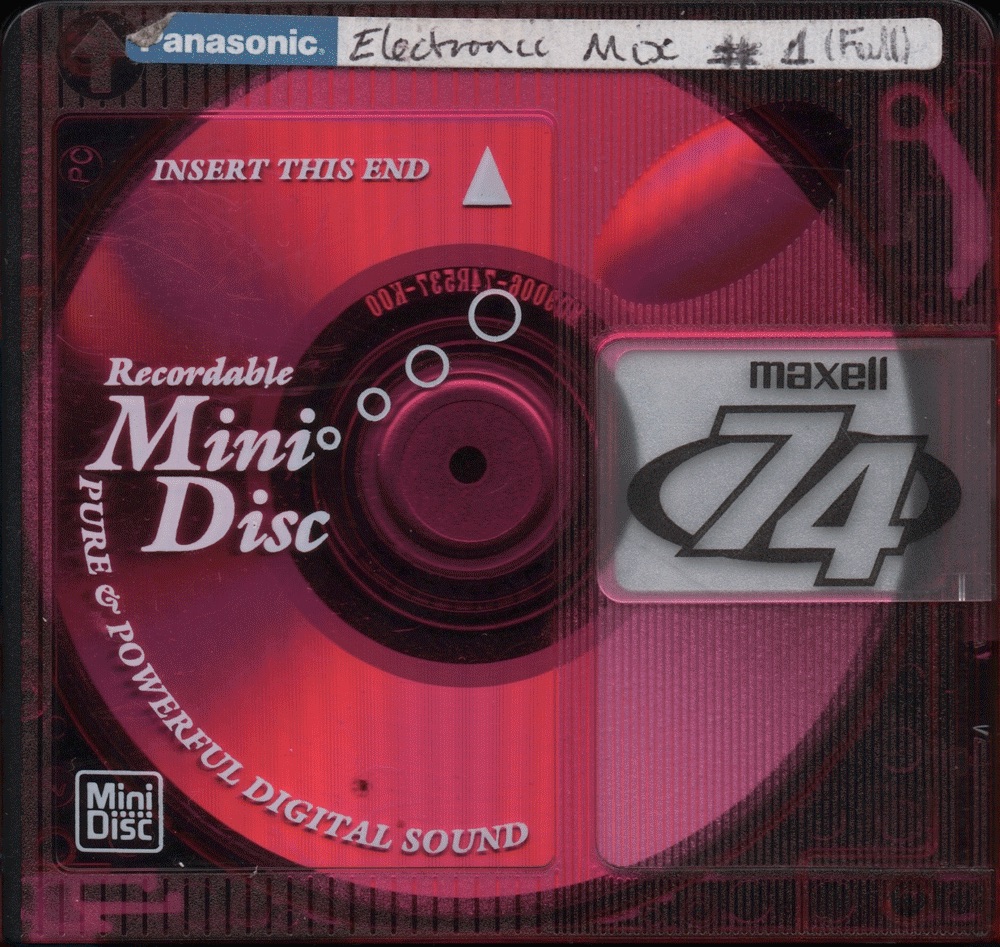 Panasonic. Electronic Mix # 1 (Full)
INSERT THIS END
maxell
74
Recordable
Mini
Disc
PURE & POWERFUL DIGITAL SOUND
Mini
Disc